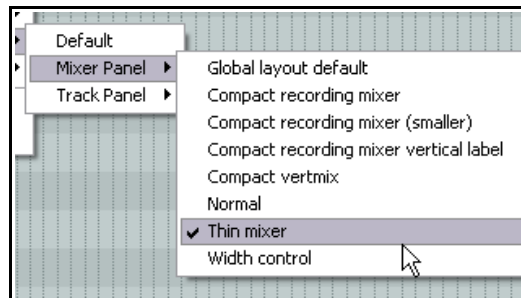 Default
Mixer Panel
Track Panel
Global layout default
Compact recording mixer
Compact recording mixer (smaller)
Compact recording mixer vertical label
Compact vertmix
Normal
Thin mixer
Width control